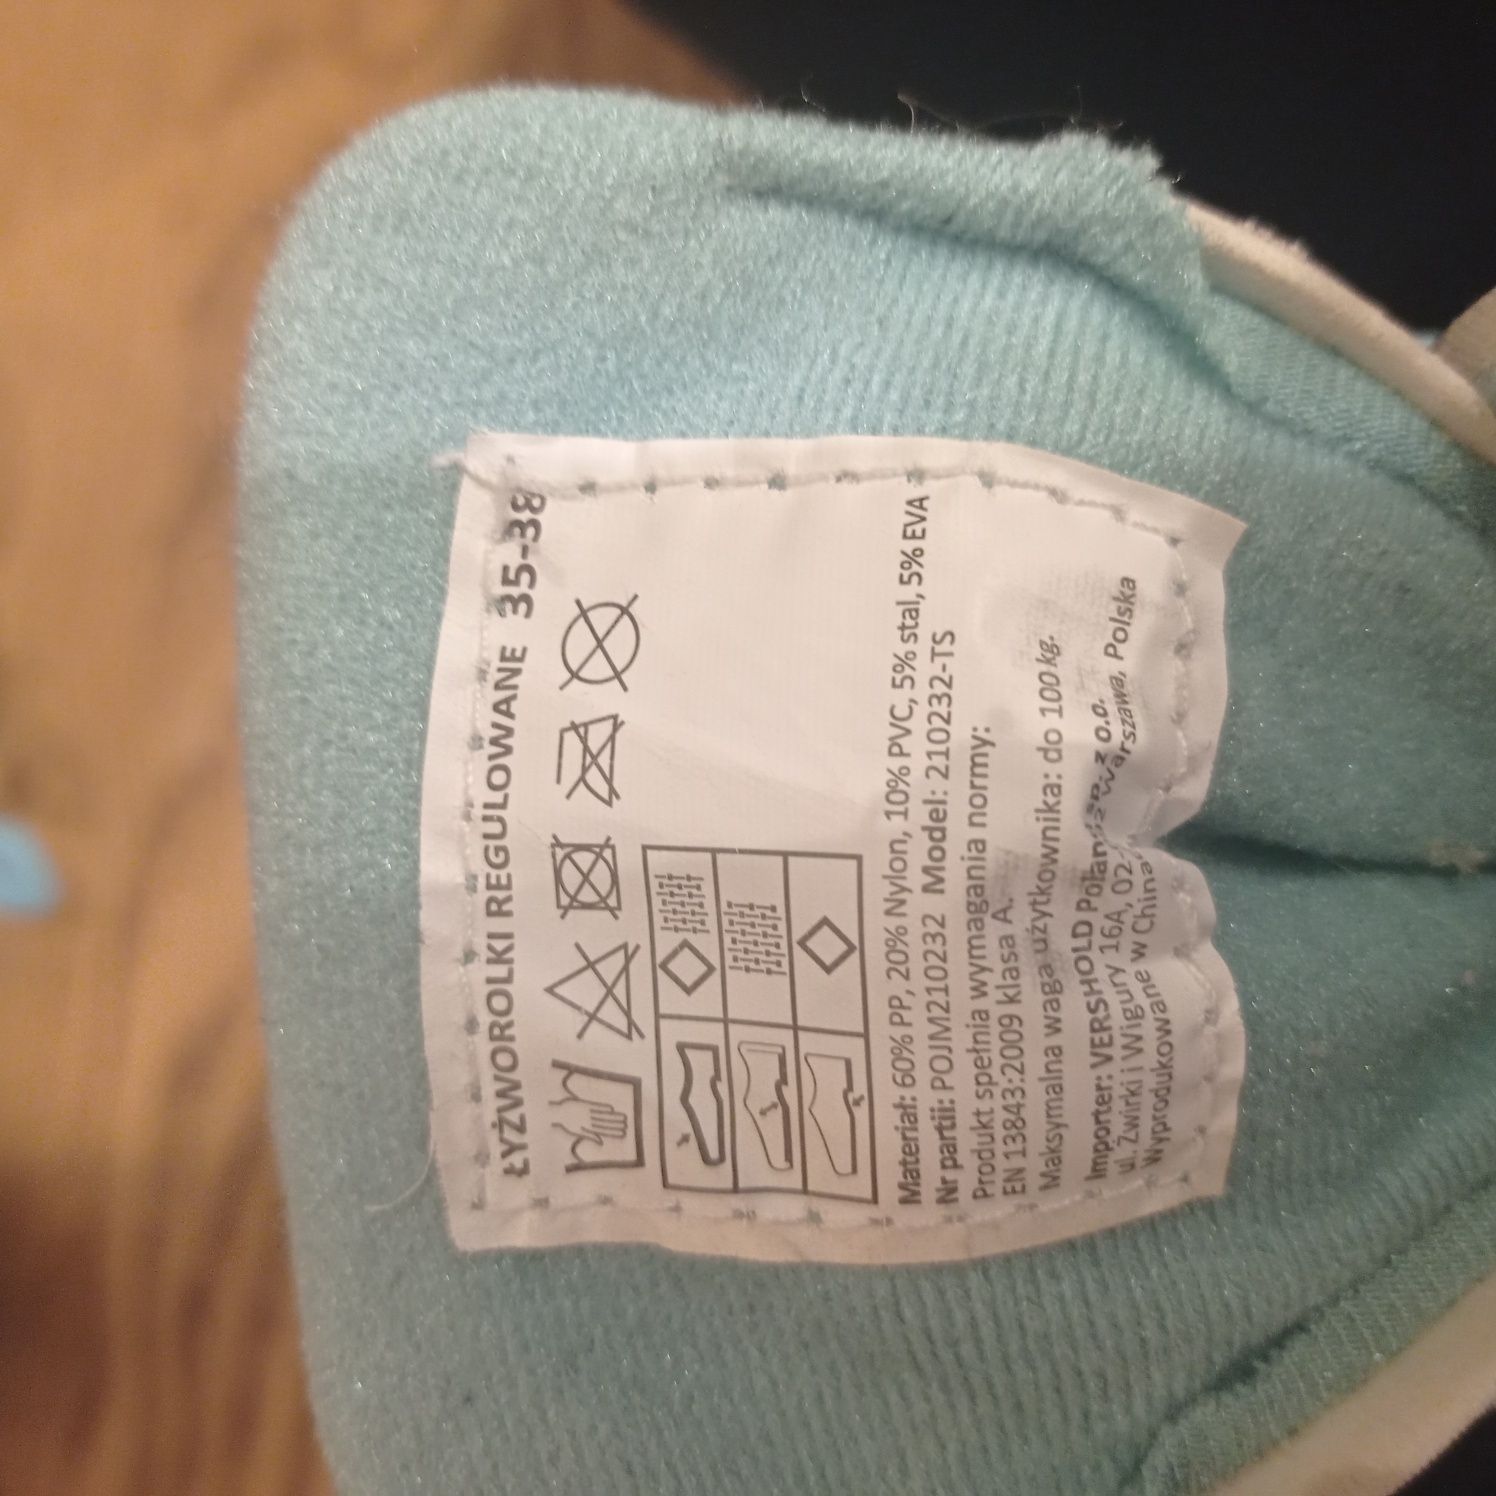 ŁYŻWOROLKI REGULOWANE 35-38
Materiał: 60% PP, 20% Nylon, 10% PVC, 5% stal, 5% EVA
Nr partii: POJM210232 Model: 210232-TS
Produkt spełnia wymagania normy:
EN 13843:2009 klasa A.
Maksymalna waga użytkownika: do 100 kg.
Importer: VERSHOLD Poland Sp. z o.o.
ul. Żwirki i Wigury 16A, 02- Warszawa, Polska
Wyprodukowane w Chinach